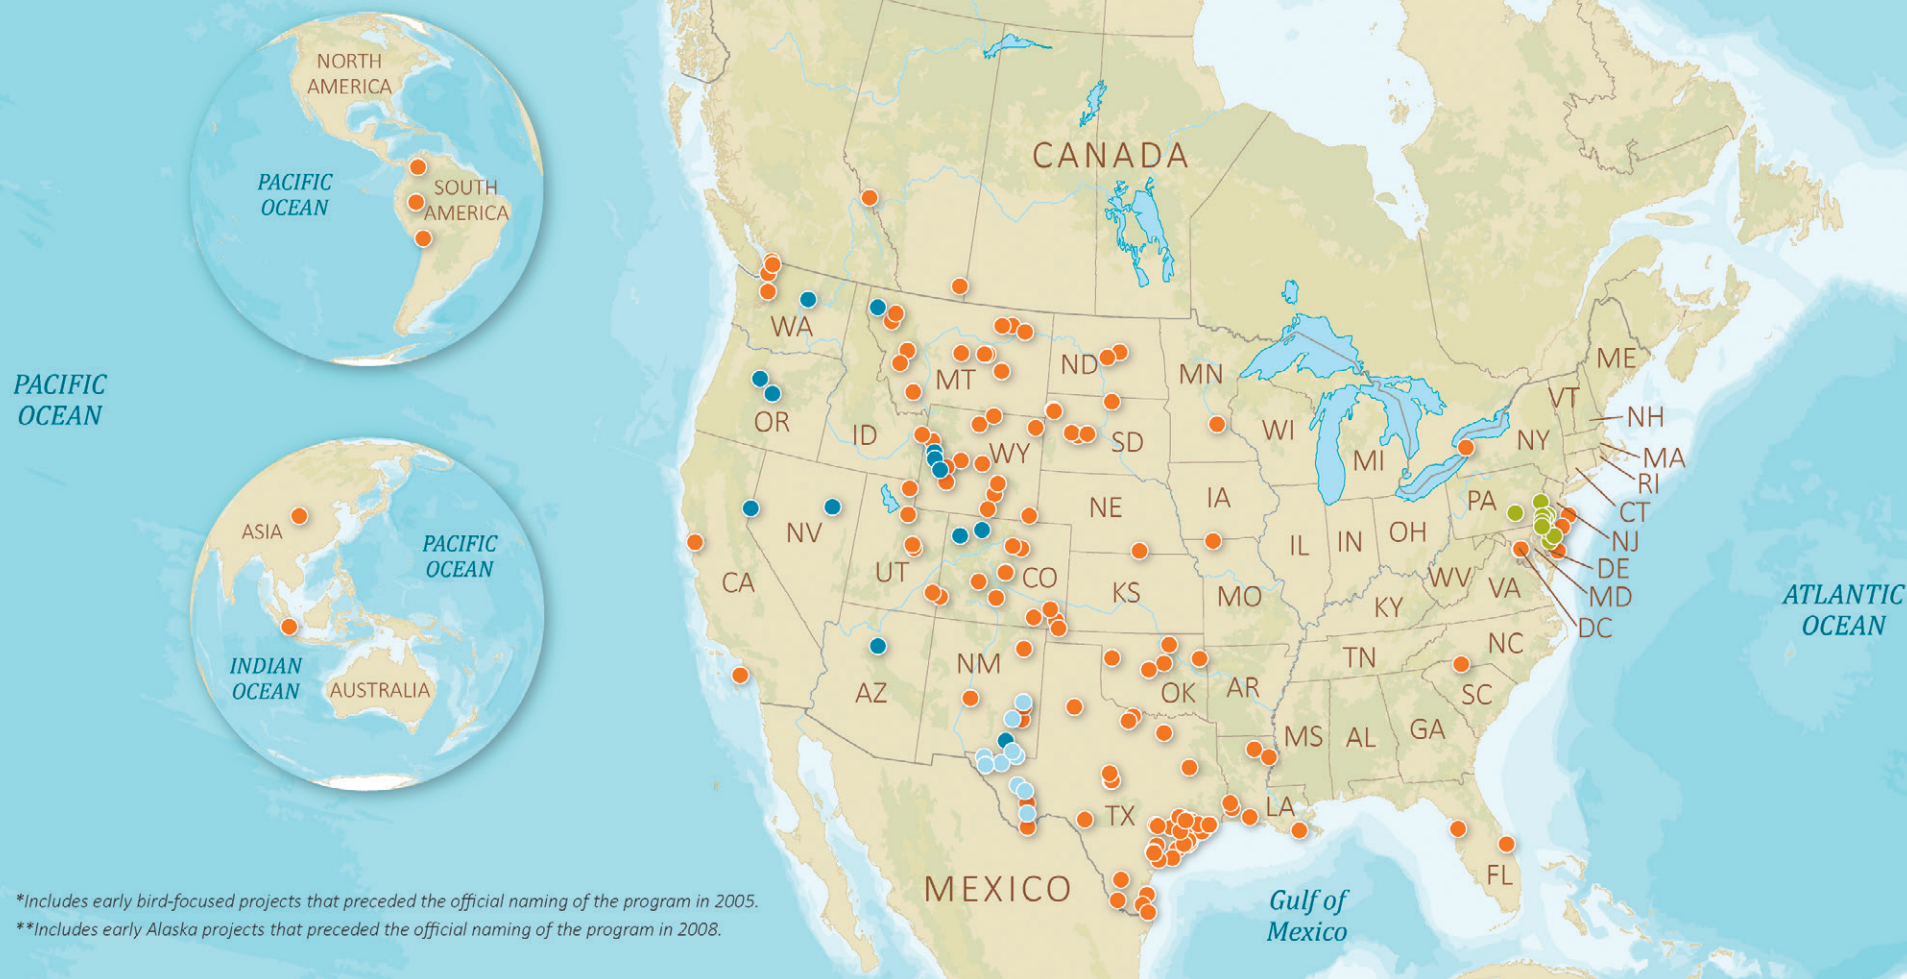 NORTH
AMERICA
PACIFIC
OCEAN
SOUTH
AMERICA
PACIFIC
OCEAN
ASIA
PACIFIC
OCEAN
INDIAN
OCEAN
AUSTRALIA
CANADA
WA
MT
ND
MN
OR
ID
WY
SD
WI
MI
NY
VT
ME
NH
MA
RI
CT
NJ
DE
MD
DC
PA
NV
NE
IA
IL
IN
OH
CA
UT
CO
KS
MO
KY
WV
VA
AZ
NM
OK
AR
TN
NC
SC
MS
AL
GA
TX
LA
FL
MEXICO
Gulf of
Mexico
ATLANTIC
OCEAN
*Includes early bird-focused projects that preceded the official naming of the program in 2005.
**Includes early Alaska projects that preceded the official naming of the program in 2008.